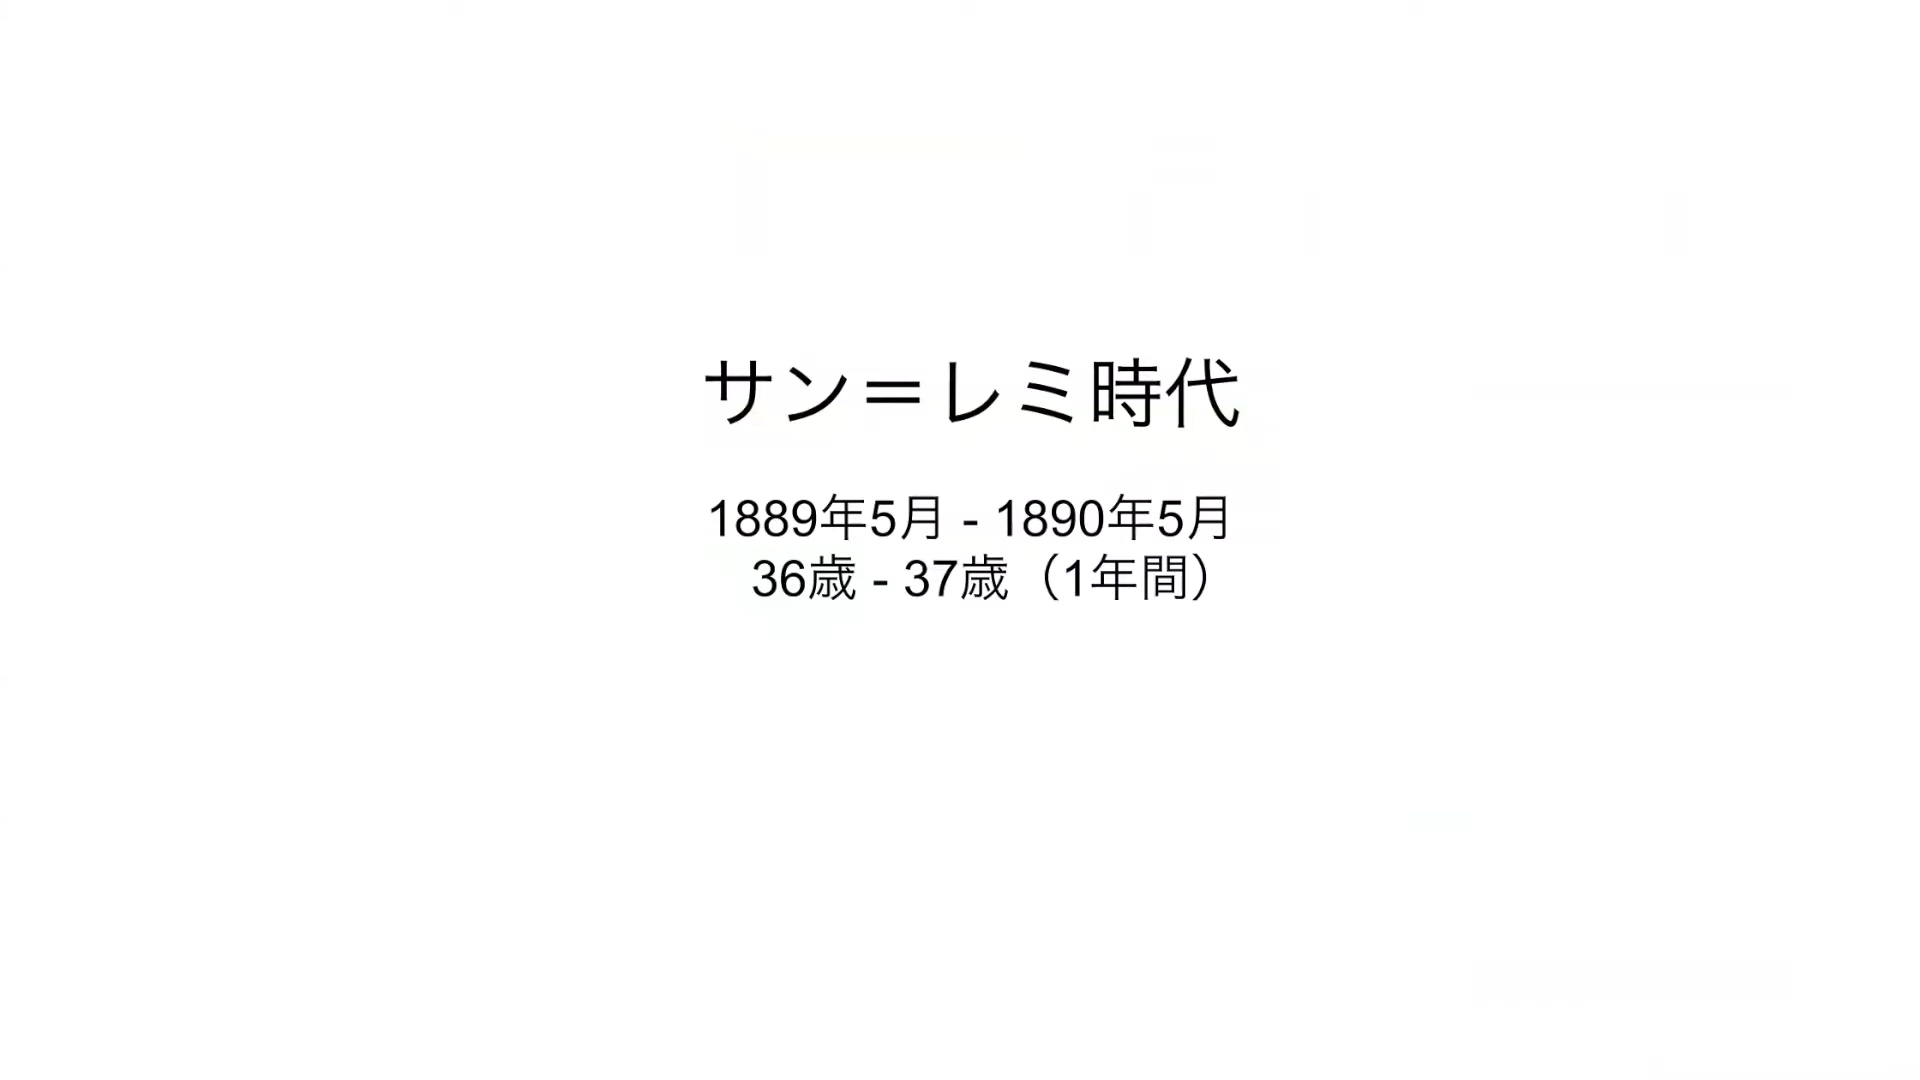 サン＝レミ時代
1889年5月 - 1890年5月
36歳 - 37歳（1年間）